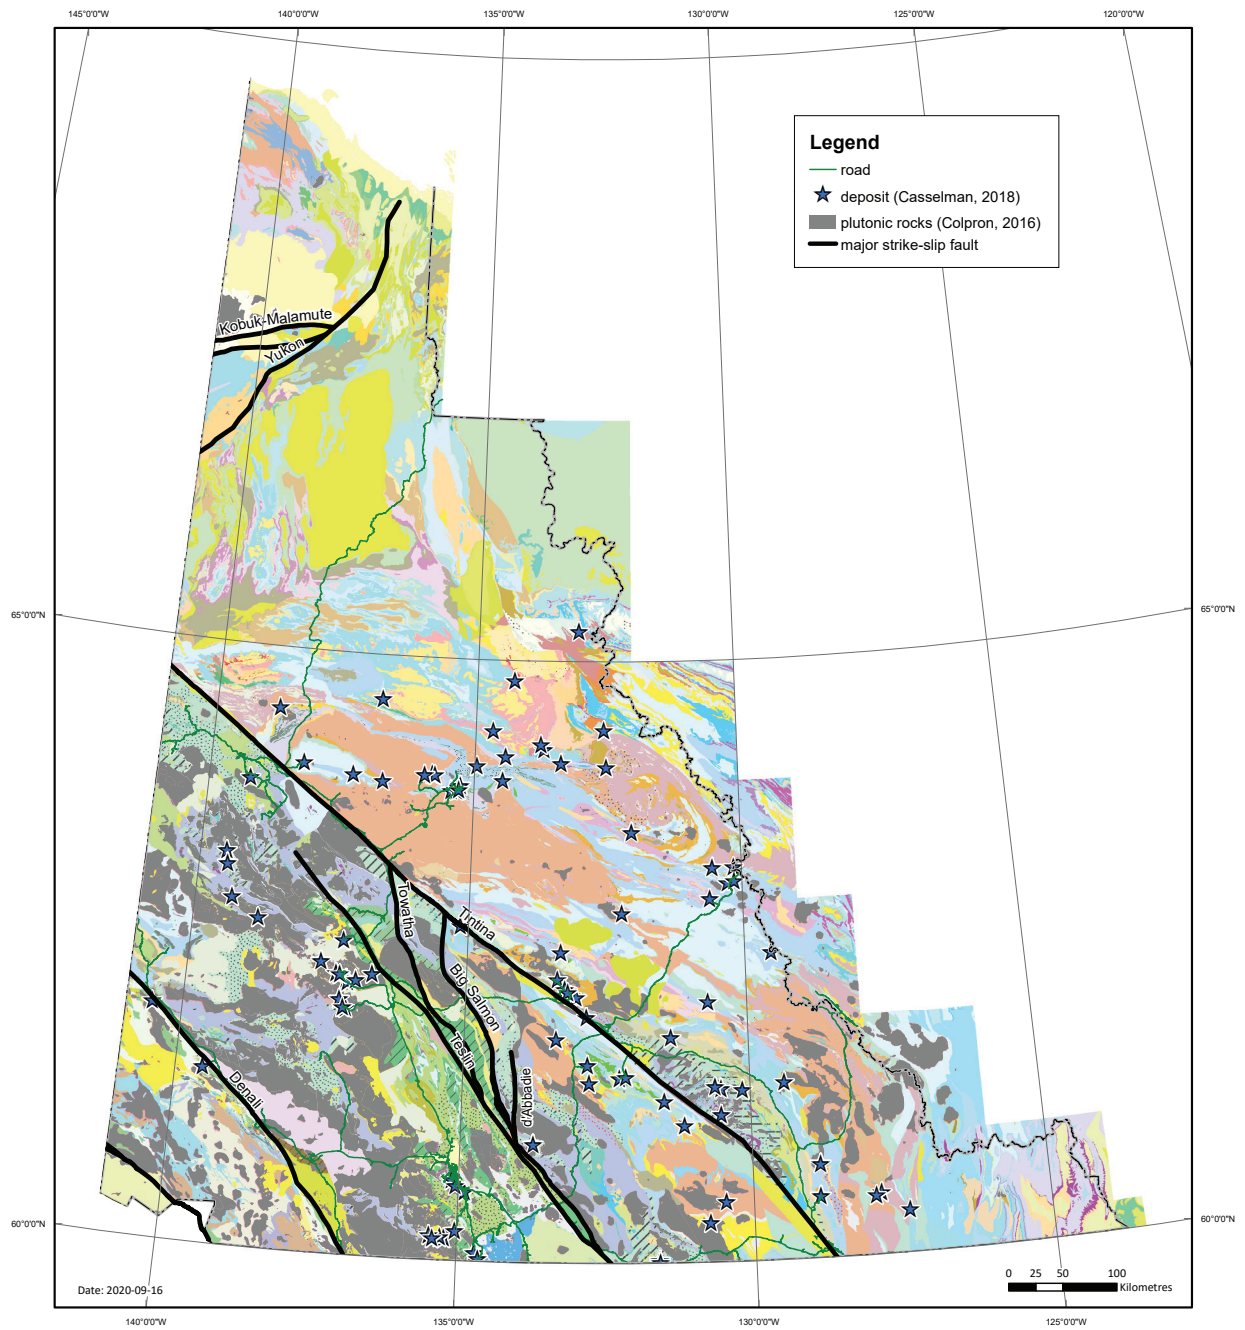 145°0'0"W 140°0'0"W 135°0'0"W 130°0'0"W 125°0'0"W 120°0'0"W
Legend
road
deposit (Casselman, 2018)
plutonic rocks (Colpron, 2016)
major strike-slip fault
Kobuk-Malamute
Yukon
65°0'0"N 65°0'0"N
Towatha
Tintina
Big Salmon
Teslin
d'Abbadie
Denali
60°0'0"N 60°0'0"N
0 25 50 100
Kilometres
Date: 2020-09-16
140°0'0"W 135°0'0"W 130°0'0"W 125°0'0"W